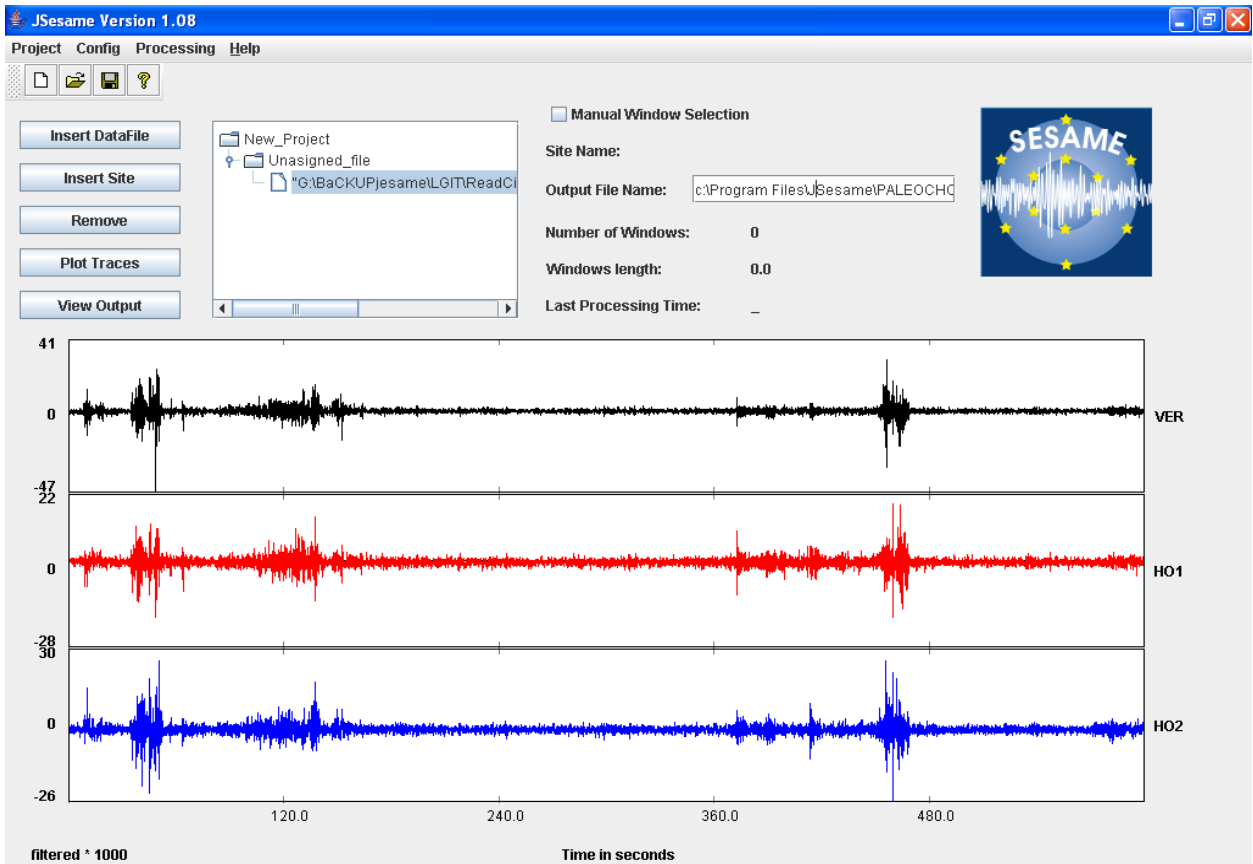 JSesame Version 1.08
Project Config Processing Help
Insert DataFile
Insert Site
Remove
Plot Traces
View Output
New_Project
Unasigned_file
"G:\BaCKUPjesame\LGIT\ReadCi
Manual Window Selection
Site Name:
Output File Name: c:\Program Files\JSesame\PALEOCHO
Number of Windows: 0
Windows length: 0.0
Last Processing Time: _
SESAME
41
0
-47
VER
22
0
-28
HO1
30
0
-26
HO2
120.0 240.0 360.0 480.0
filtered * 1000 Time in seconds